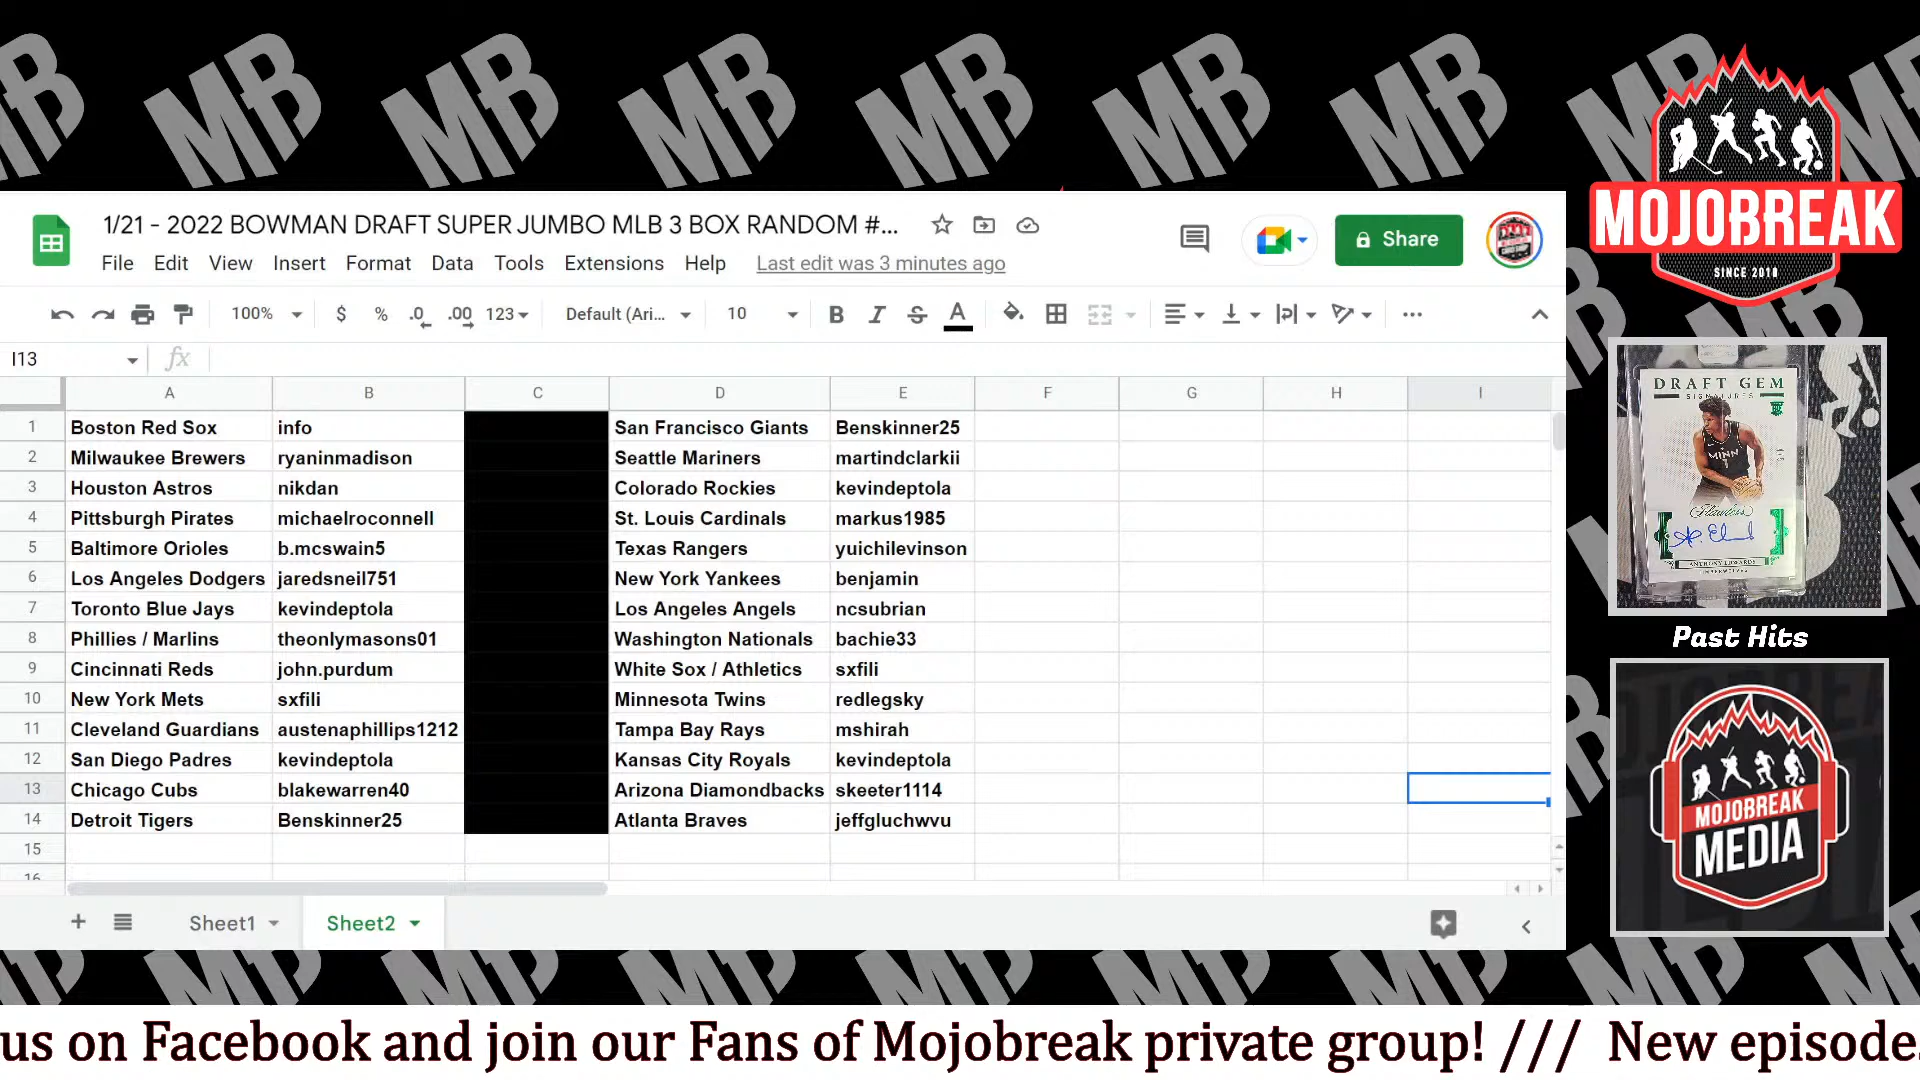 MOJOBREAK
SINCE 2018
1/21 - 2022 BOWMAN DRAFT SUPER JUMBO MLB 3 BOX RANDOM #...
Share
File Edit View Insert Format Data Tools Extensions Help Last edit was 3 minutes ago
100% $ % .0 .00 123 Default (Ari... 10 B I S A
I13 fx
A B C D E F G H I
1 Boston Red Sox info San Francisco Giants Benskinner25
2 Milwaukee Brewers ryaninmadison Seattle Mariners martindclarkii
3 Houston Astros nikdan Colorado Rockies kevindeptola
4 Pittsburgh Pirates michaelroconnell St. Louis Cardinals markus1985
5 Baltimore Orioles b.mcswain5 Texas Rangers yuichilevinson
6 Los Angeles Dodgers jaredsneil751 New York Yankees benjamin
7 Toronto Blue Jays kevindeptola Los Angeles Angels ncsubrian
8 Phillies / Marlins theonlymasons01 Washington Nationals bachie33
9 Cincinnati Reds john.purdum White Sox / Athletics sxfili
10 New York Mets sxfili Minnesota Twins redlegsky
11 Cleveland Guardians austenaphillips1212 Tampa Bay Rays mshirah
12 San Diego Padres kevindeptola Kansas City Royals kevindeptola
13 Chicago Cubs blakewarren40 Arizona Diamondbacks skeeter1114
14 Detroit Tigers Benskinner25 Atlanta Braves jeffgluchwvu
15
16
Sheet1 Sheet2
DRAFT GEM
SIGNATURES
MINN
1
Flawless
ANTHONY EDWARDS
Past Hits
MOJOBREAK
MEDIA
us on Facebook and join our Fans of Mojobreak private group! /// New episode